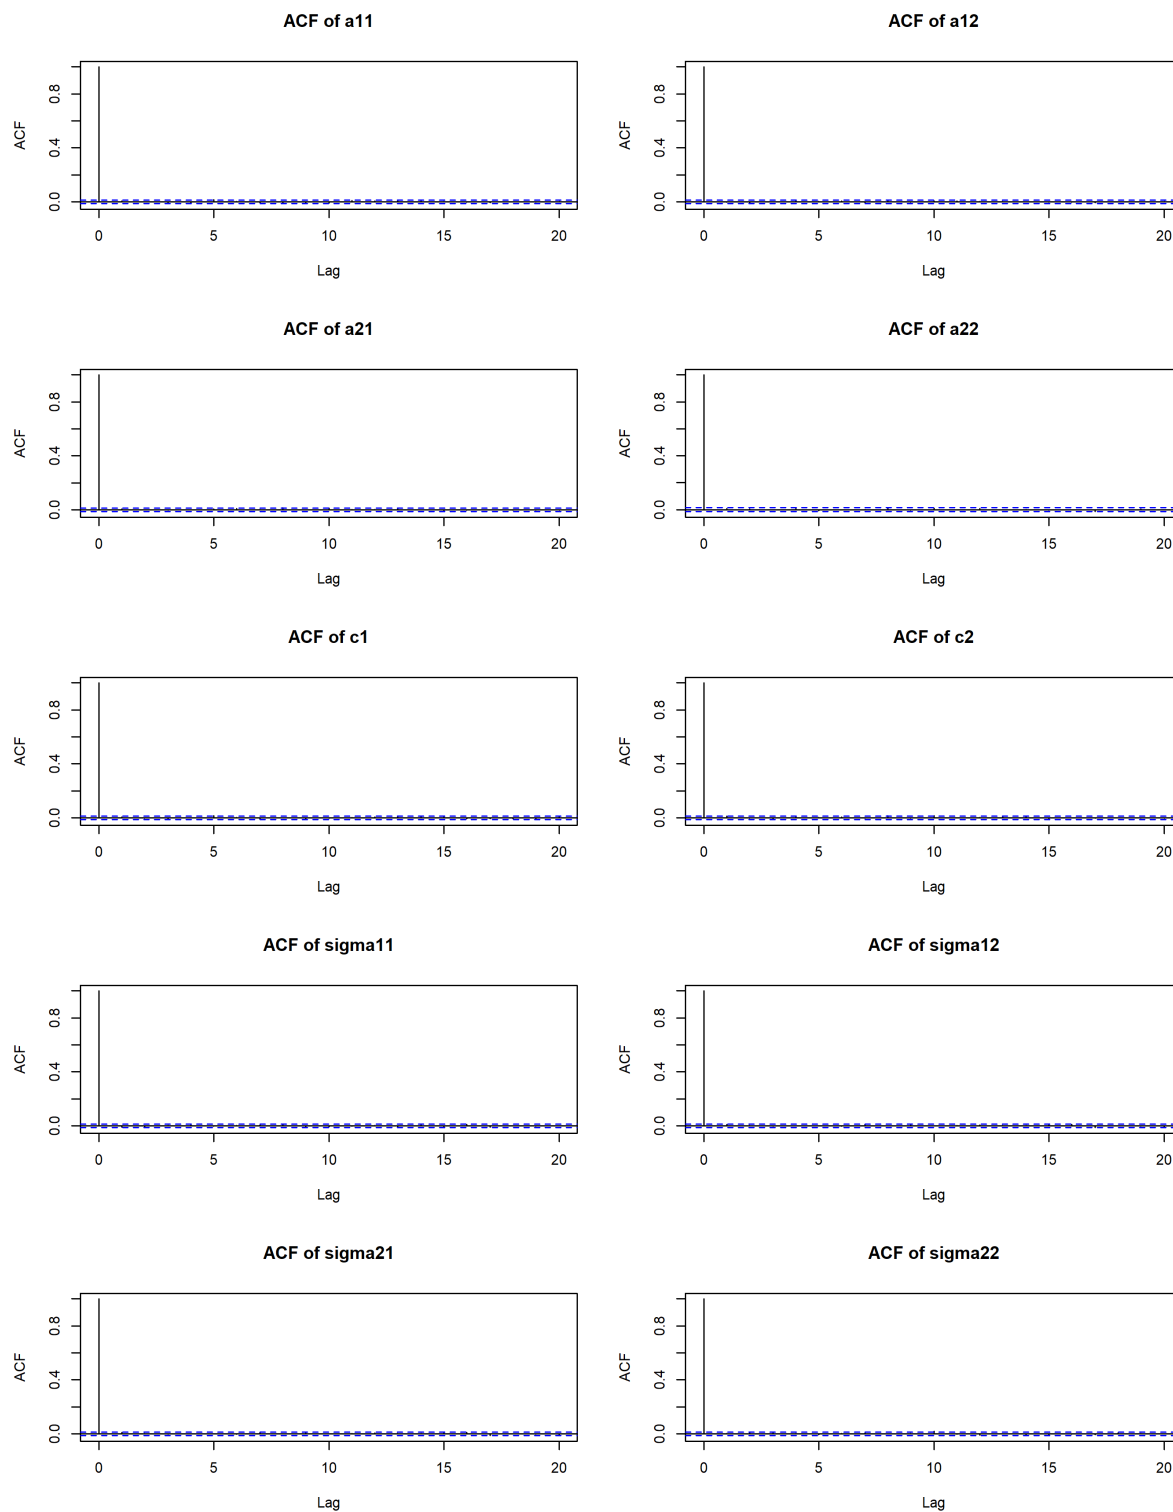 ACF of a11
ACF
0.0 0.4 0.8
0 5 10 15 20
Lag
ACF of a12
ACF
0.0 0.4 0.8
0 5 10 15 20
Lag
ACF of a21
ACF
0.0 0.4 0.8
0 5 10 15 20
Lag
ACF of a22
ACF
0.0 0.4 0.8
0 5 10 15 20
Lag
ACF of c1
ACF
0.0 0.4 0.8
0 5 10 15 20
Lag
ACF of c2
ACF
0.0 0.4 0.8
0 5 10 15 20
Lag
ACF of sigma11
ACF
0.0 0.4 0.8
0 5 10 15 20
Lag
ACF of sigma12
ACF
0.0 0.4 0.8
0 5 10 15 20
Lag
ACF of sigma21
ACF
0.0 0.4 0.8
0 5 10 15 20
Lag
ACF of sigma22
ACF
0.0 0.4 0.8
0 5 10 15 20
Lag